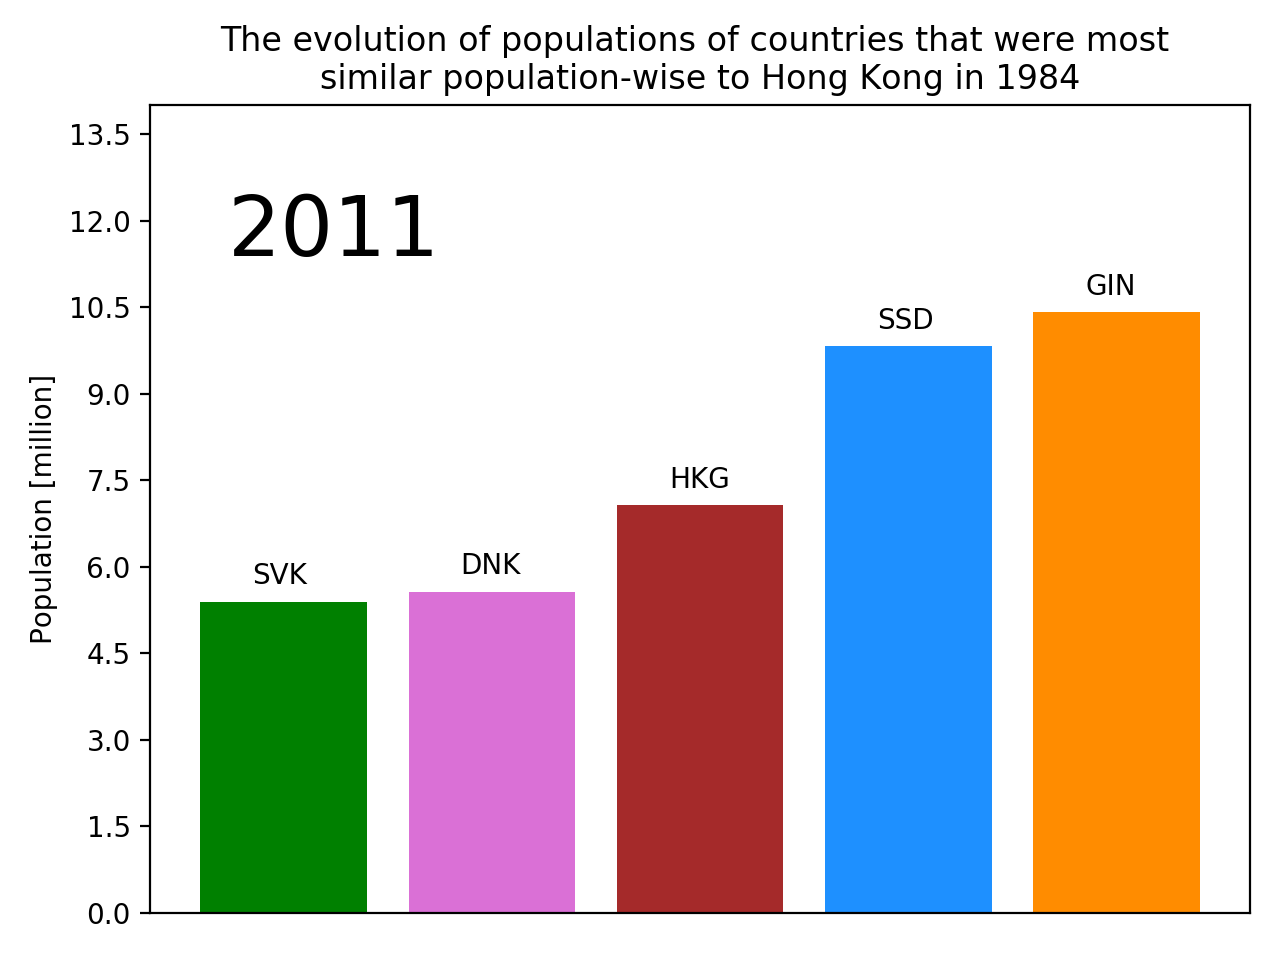 The evolution of populations of countries that were most
similar population-wise to Hong Kong in 1984
13.5
12.0
10.5
9.0
7.5
6.0
4.5
3.0
1.5
0.0
Population [million]
2011
SVK
DNK
HKG
SSD
GIN